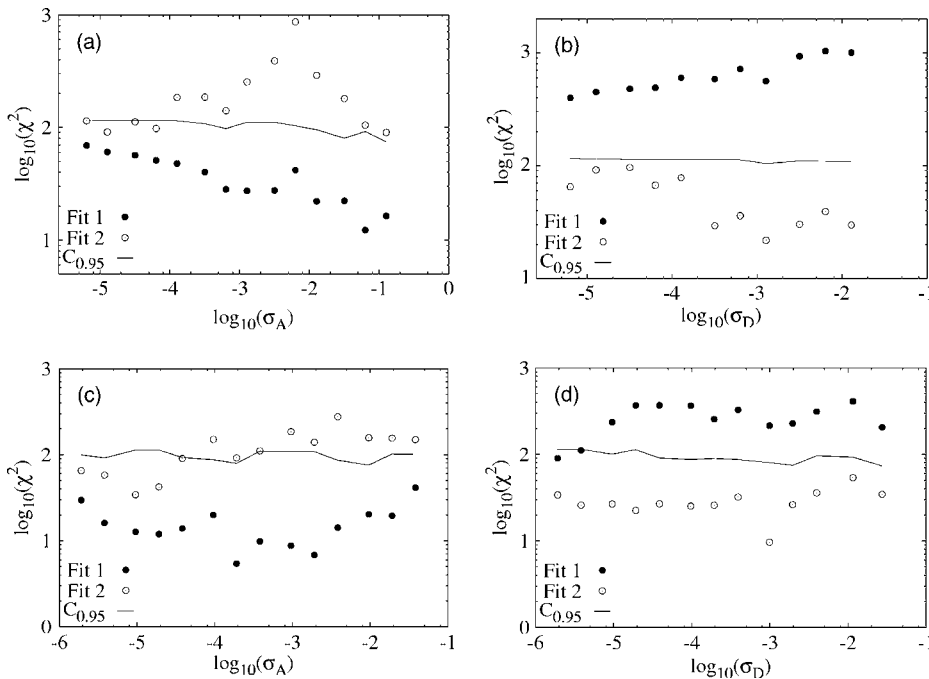 (a)
3
2
1
log10(χ²)
Fit 1
Fit 2
C0.95
-5 -4 -3 -2 -1 0
log10(σA)
(b)
3
2
1
log10(χ²)
Fit 1
Fit 2
C0.95
-5 -4 -3 -2 -1
log10(σD)
(c)
3
2
1
0
log10(χ²)
Fit 1
Fit 2
C0.95
-6 -5 -4 -3 -2 -1
log10(σA)
(d)
3
2
1
0
log10(χ²)
Fit 1
Fit 2
C0.95
-6 -5 -4 -3 -2 -1
log10(σD)